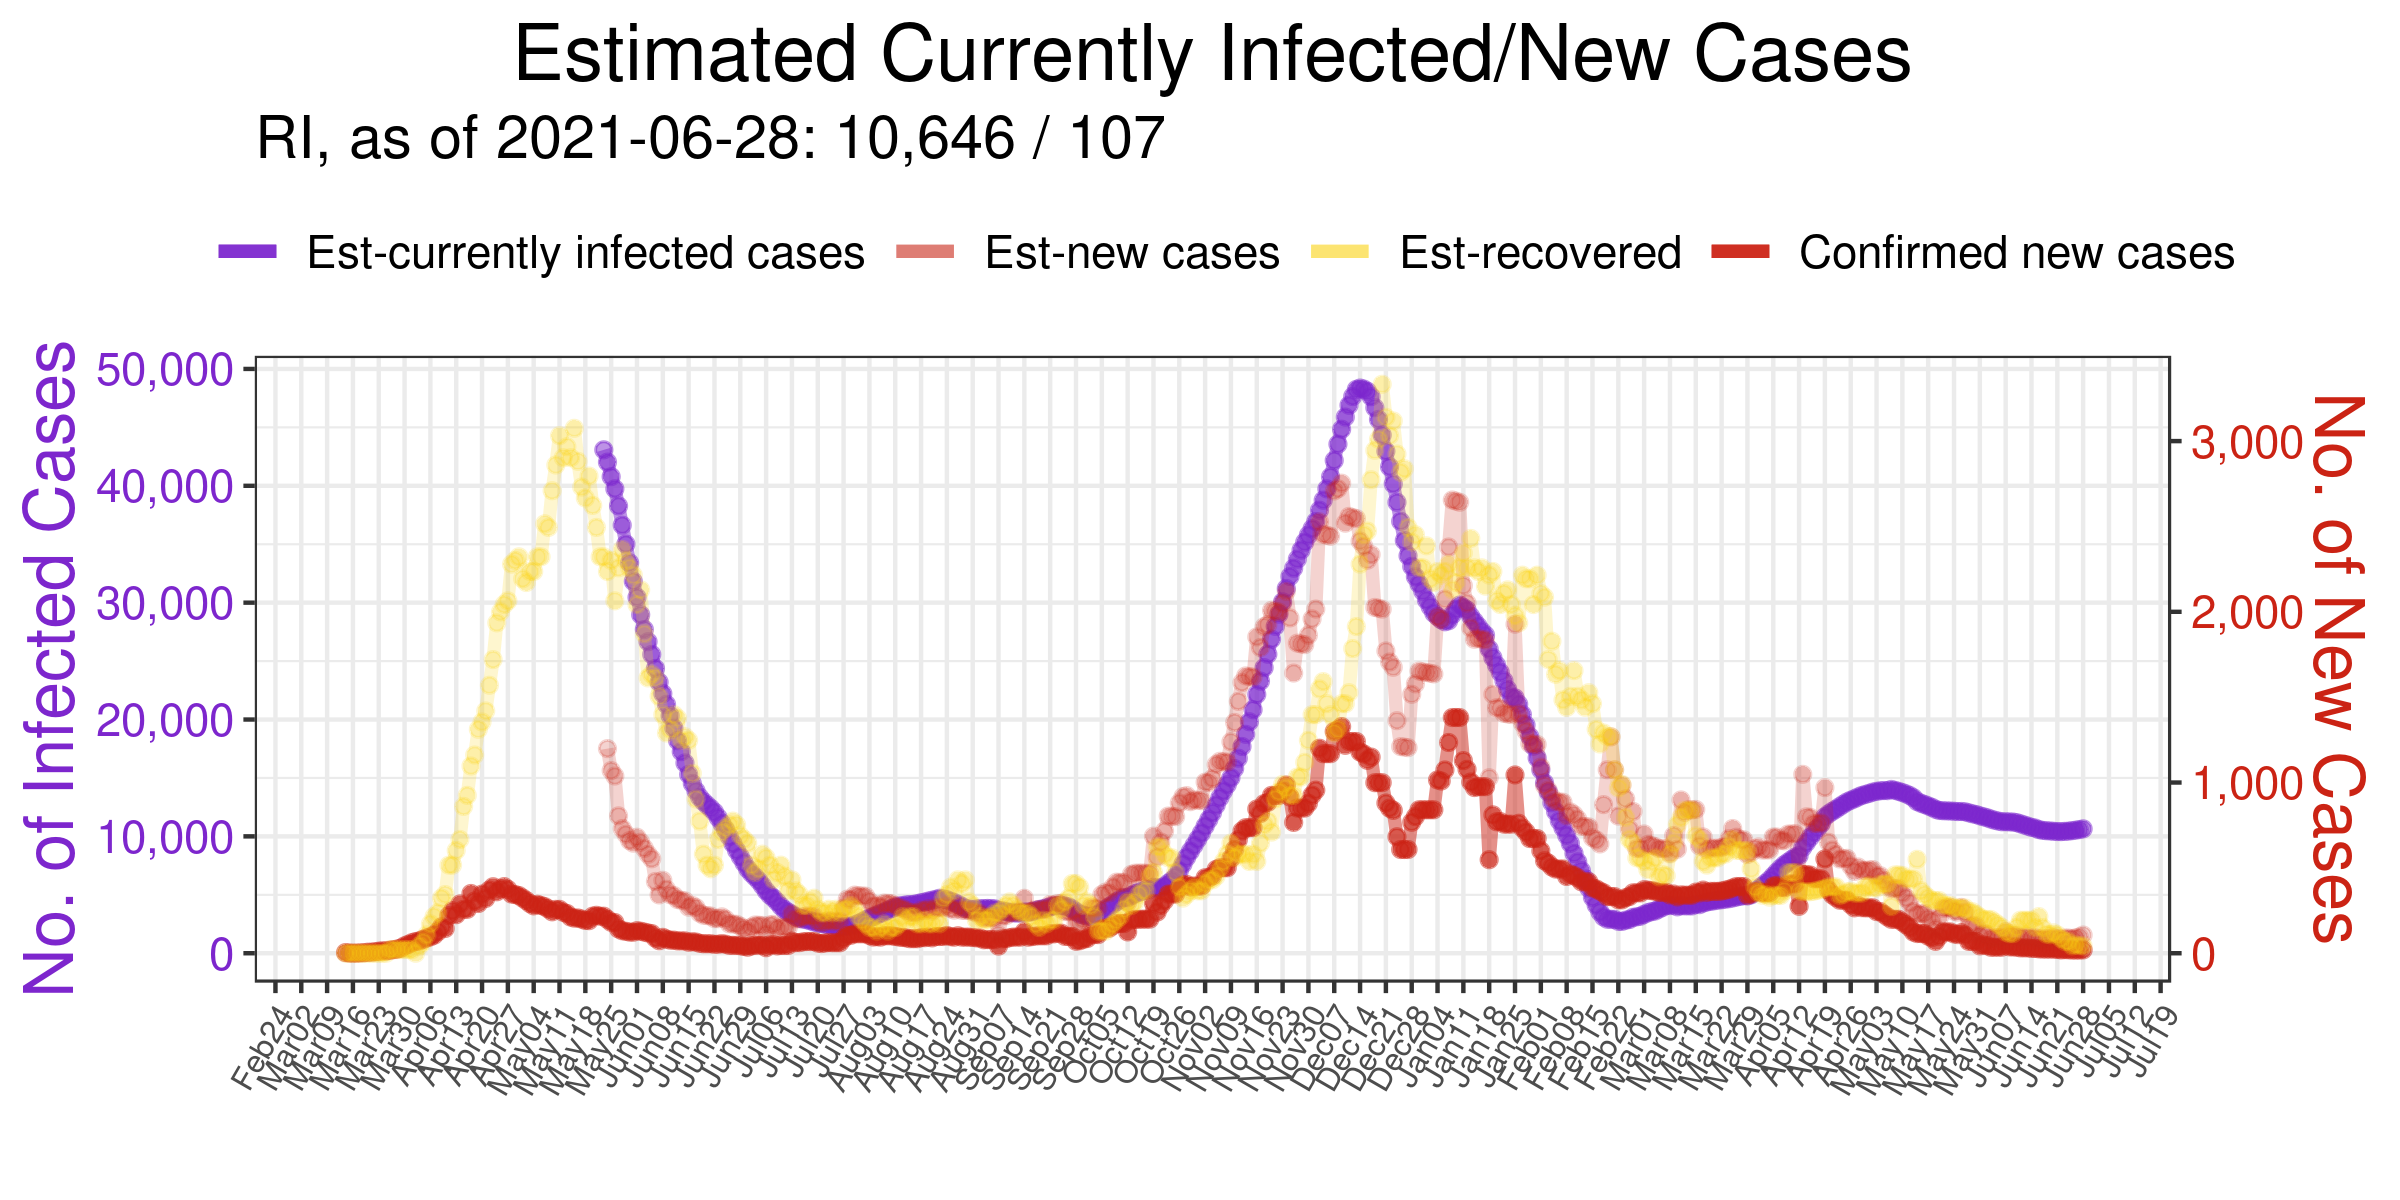 Estimated Currently Infected/New Cases
RI, as of 2021-06-28: 10,646 / 107
Est-currently infected cases
Est-new cases
Est-recovered
Confirmed new cases
No. of Infected Cases
50,000
40,000
30,000
20,000
10,000
0
3,000
2,000
1,000
0
No. of New Cases
Feb24
Mar02
Mar09
Mar16
Mar23
Mar30
Apr06
Apr13
Apr20
Apr27
May04
May11
May18
May25
Jun01
Jun08
Jun15
Jun22
Jun29
Jul06
Jul13
Jul20
Jul27
Aug03
Aug10
Aug17
Aug24
Aug31
Sep07
Sep14
Sep21
Sep28
Oct05
Oct12
Oct19
Oct26
Nov02
Nov09
Nov16
Nov23
Nov30
Dec07
Dec14
Dec21
Dec28
Jan04
Jan11
Jan18
Jan25
Feb01
Feb08
Feb15
Feb22
Mar01
Mar08
Mar15
Mar22
Mar29
Apr05
Apr12
Apr19
Apr26
May03
May10
May17
May24
May31
Jun07
Jun14
Jun21
Jun28
Jul05
Jul12
Jul19